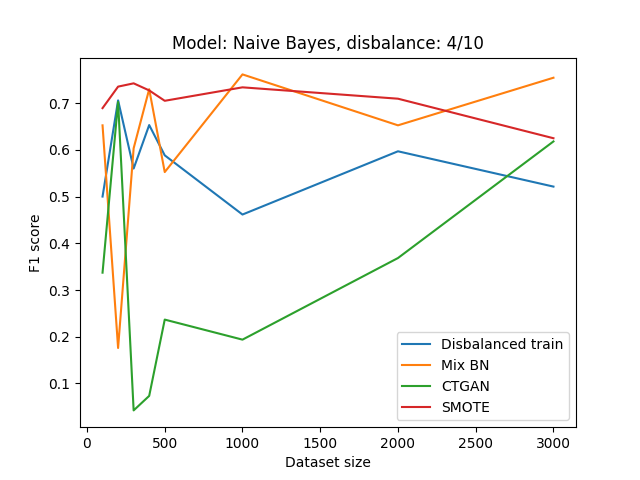 Model: Naive Bayes, disbalance: 4/10
F1 score
0.7
0.6
0.5
0.4
0.3
0.2
0.1
0
500
1000
1500
2000
2500
3000
Dataset size
Disbalanced train
Mix BN
CTGAN
SMOTE